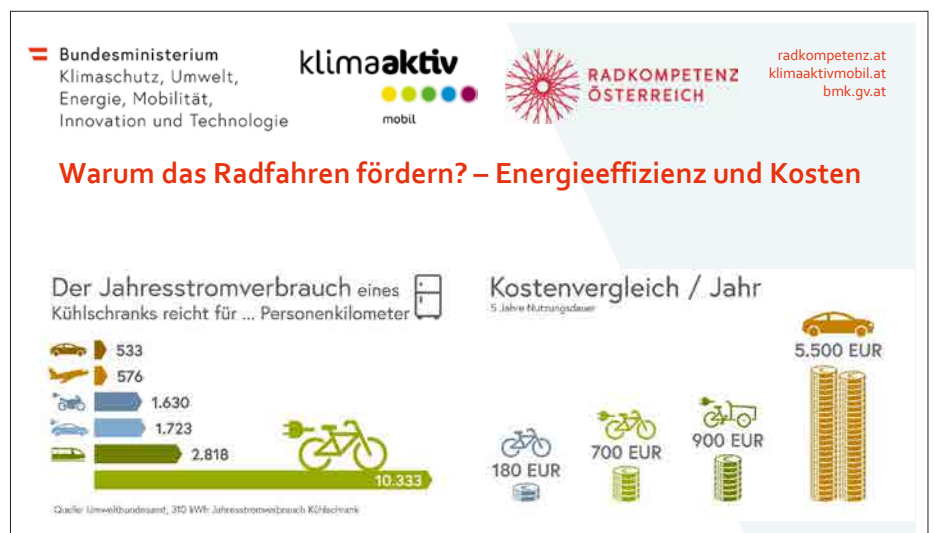 Bundesministerium
Klimaschutz, Umwelt,
Energie, Mobilität,
Innovation und Technologie
klimaaktiv
mobil
RADKOMPETENZ
ÖSTERREICH
radkompetenz.at
klimaaktivmobil.at
bmk.gv.at
Warum das Radfahren fördern? – Energieeffizienz und Kosten
Der Jahresstromverbrauch eines
Kühlschranks reicht für ... Personenkilometer
533
576
1.630
1.723
2.818
10.333
Quelle: Umweltbundesamt, 310 kWh Jahresstromverbrauch Kühlschrank
Kostenvergleich / Jahr
5 Jahre Nutzungsdauer
180 EUR
700 EUR
900 EUR
5.500 EUR